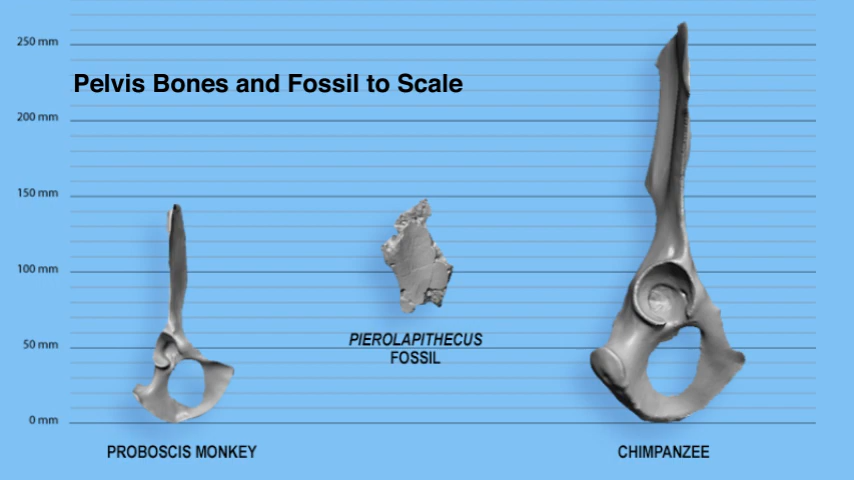 250 mm
Pelvis Bones and Fossil to Scale
200 mm
150 mm
100 mm
50 mm
PIEROLAPITHECUS
FOSSIL
0 mm
PROBOSCIS MONKEY
CHIMPANZEE